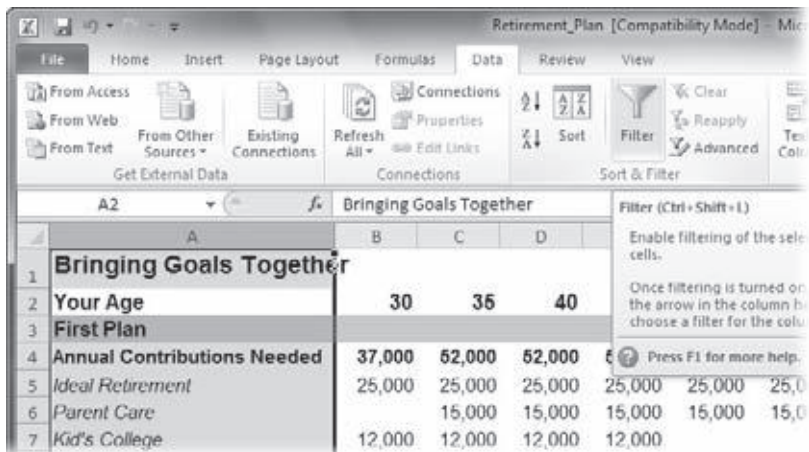 Retirement_Plan [Compatibility Mode] - Mic
File Home Insert Page Layout Formulas Data Review View
From Access
From Web
From Text
From Other Sources
Existing Connections
Get External Data
Refresh All
Connections
Properties
Edit Links
Connections
Sort
Filter
Clear
Reapply
Advanced
Sort & Filter
A2 fx Bringing Goals Together
Filter (Ctrl+Shift+L)
Enable filtering of the sele
cells.
Once filtering is turned on
the arrow in the column h
choose a filter for the colu
Press F1 for more help.
A B C D
1 Bringing Goals Together
2 Your Age 30 35 40
3 First Plan
4 Annual Contributions Needed 37,000 52,000 52,000
5 Ideal Retirement 25,000 25,000 25,000 25,000 25,000 25,0
6 Parent Care 15,000 15,000 15,000 15,000 15,0
7 Kid's College 12,000 12,000 12,000 12,000